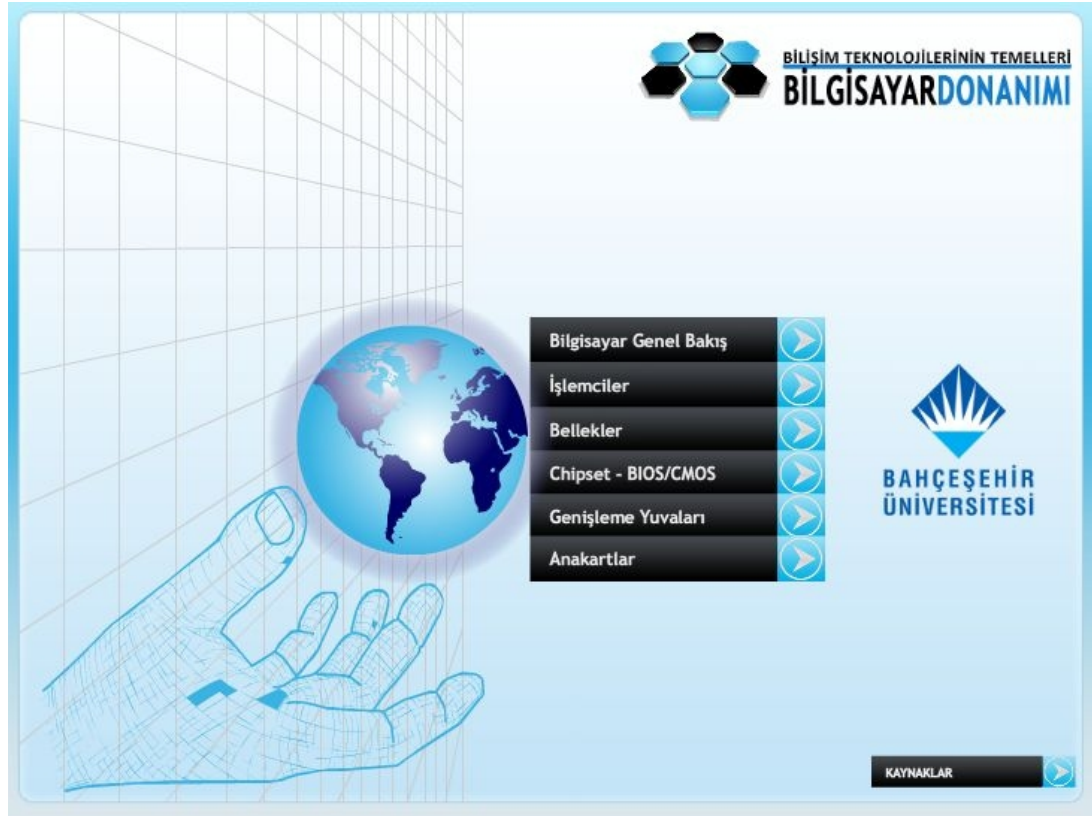 BİLİŞİM TEKNOLOJİLERİNİN TEMELLERİ
BİLGİSAYARDONANIMI
Bilgisayar Genel Bakış
İşlemciler
Bellekler
Chipset - BIOS/CMOS
Genişleme Yuvaları
Anakartlar
BAHÇEŞEHİR
ÜNİVERSİTESİ
KAYNAKLAR